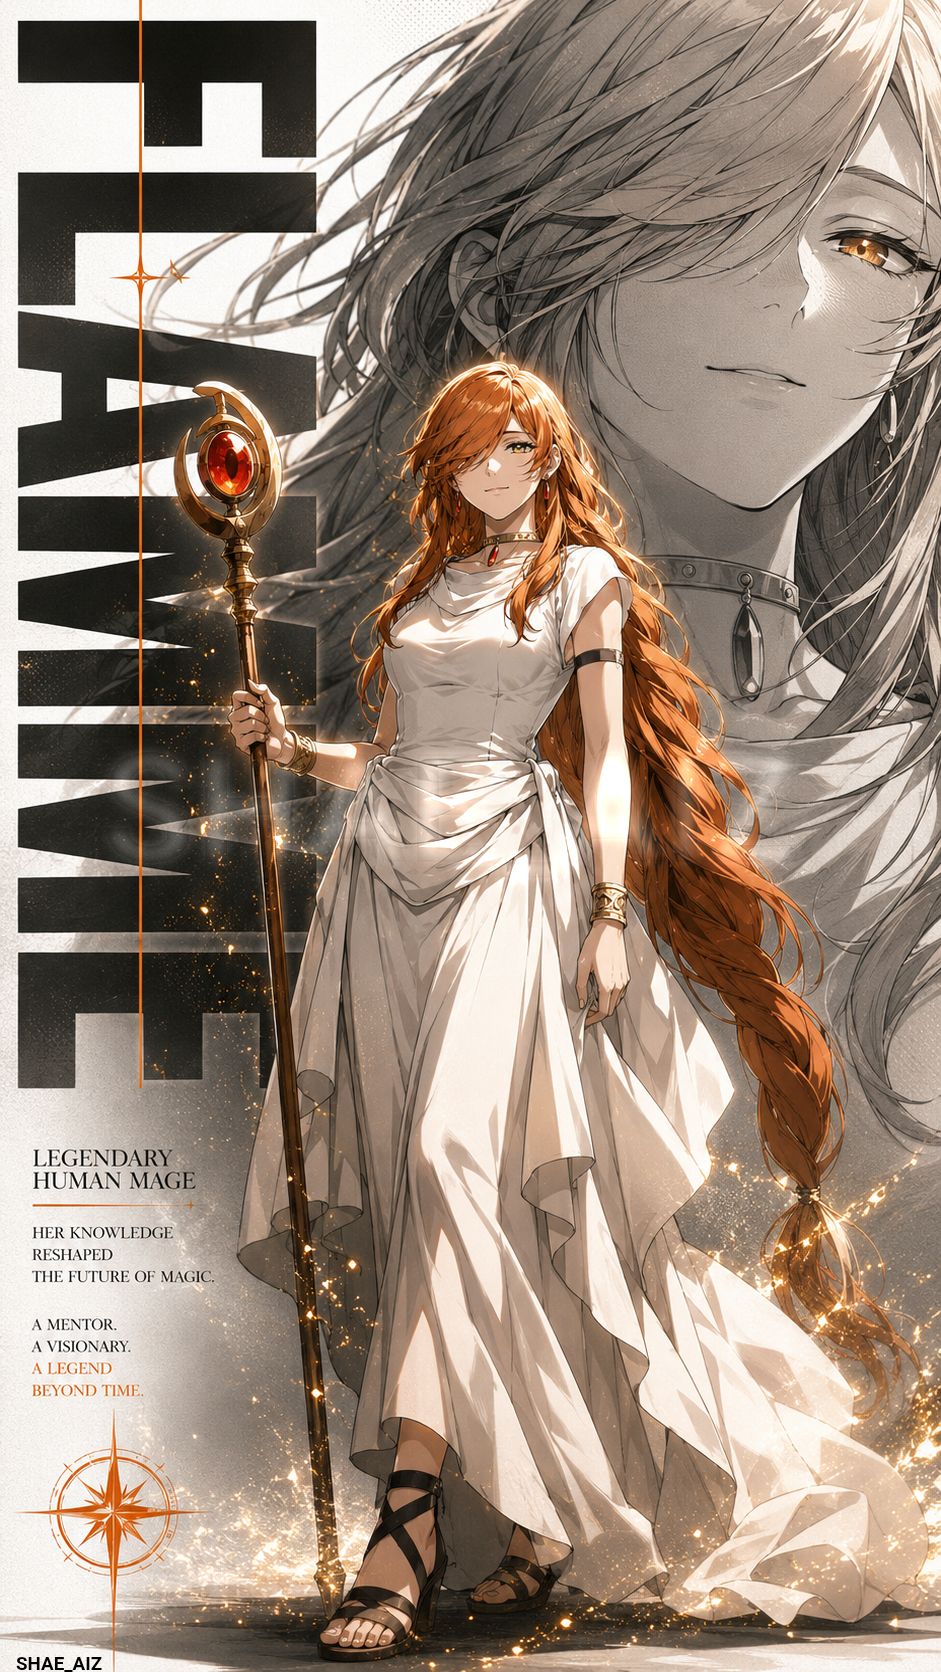 FLAMME
LEGENDARY
HUMAN MAGE
HER KNOWLEDGE
RESHAPED
THE FUTURE OF MAGIC.
A MENTOR.
A VISIONARY.
A LEGEND
BEYOND TIME.
SHAE_AIZ